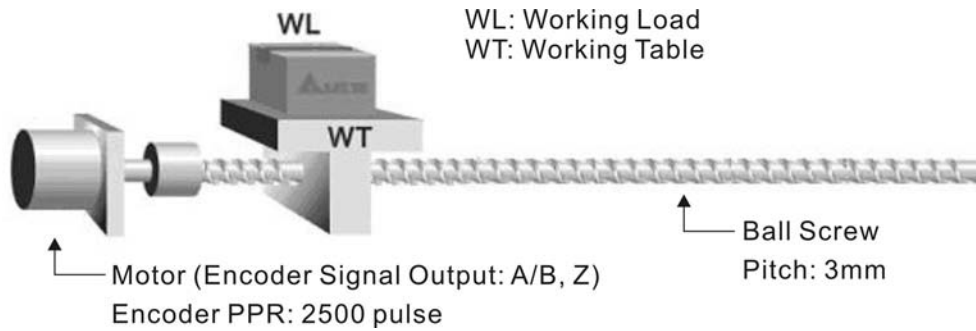 WL
WL: Working Load
WT: Working Table
WT
Ball Screw
Pitch: 3mm
Motor (Encoder Signal Output: A/B, Z)
Encoder PPR: 2500 pulse